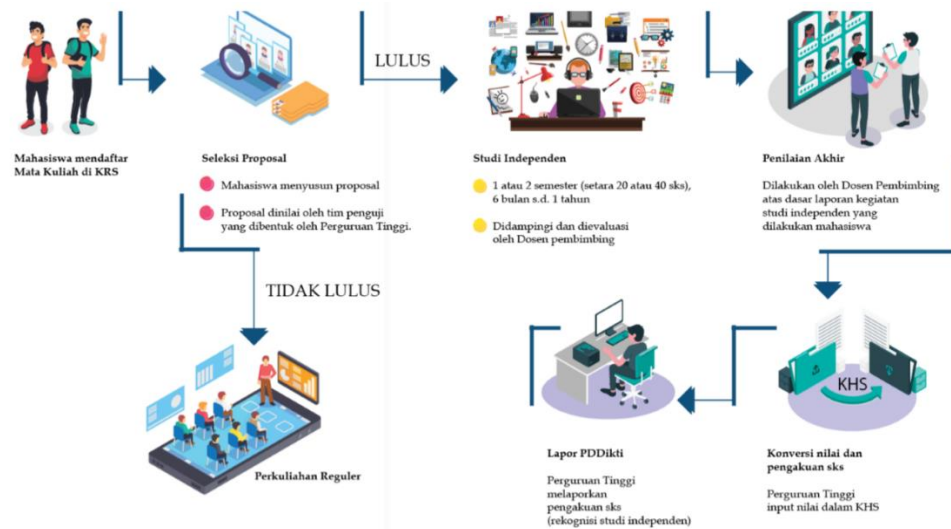 Mahasiswa mendaftar
Mata Kuliah di KRS
Seleksi Proposal
Mahasiswa menyusun proposal
Proposal dinilai oleh tim penguji
yang dibentuk oleh Perguruan Tinggi.
LULUS
Studi Independen
1 atau 2 semester (setara 20 atau 40 sks),
6 bulan s.d. 1 tahun
Didampingi dan dievaluasi
oleh Dosen pembimbing
Penilaian Akhir
Dilakukan oleh Dosen Pembimbing
atas dasar laporan kegiatan
studi independen yang
dilakukan mahasiswa
TIDAK LULUS
Perkuliahan Reguler
KHS
Konversi nilai dan
pengakuan sks
Perguruan Tinggi
input nilai dalam KHS
Lapor PDDikti
Perguruan Tinggi
melaporkan
pengakuan sks
(rekognisi studi independen)